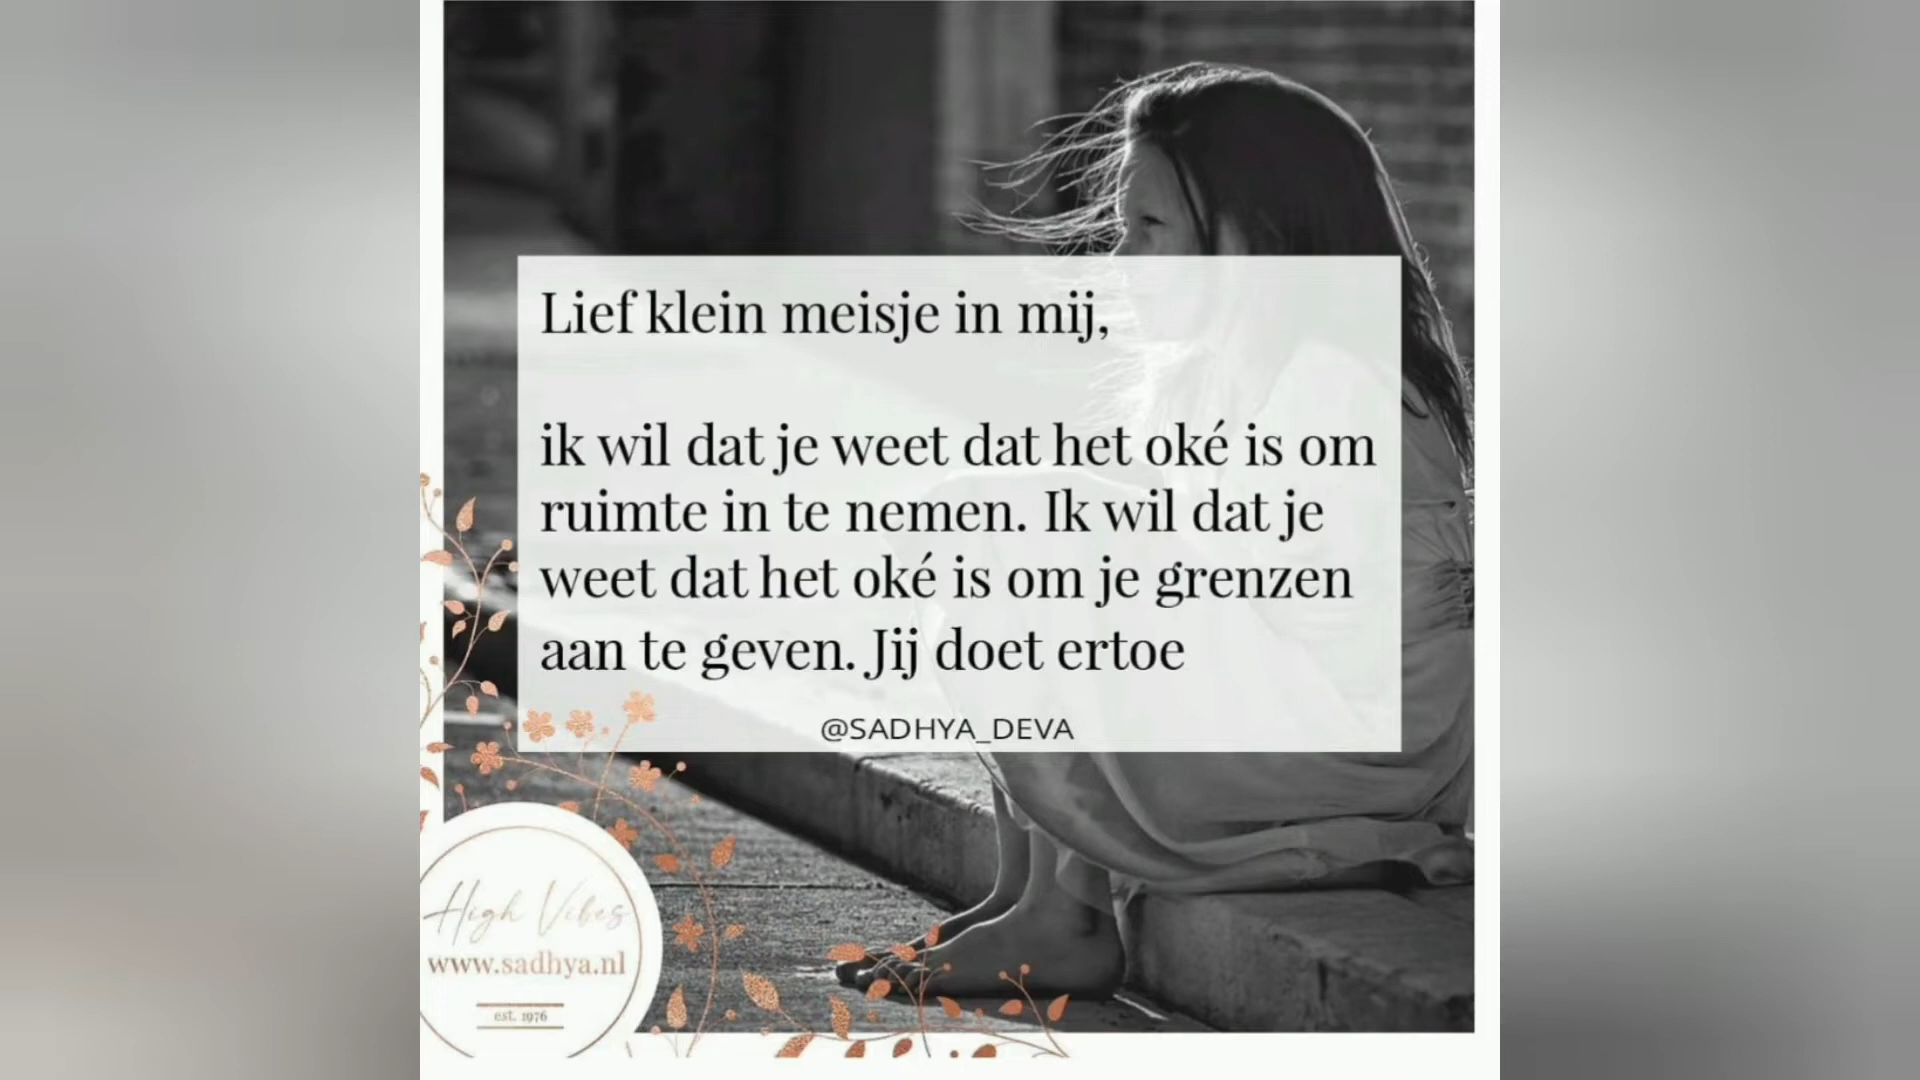 Lief klein meisje in mij,
ik wil dat je weet dat het oké is om
ruimte in te nemen. Ik wil dat je
weet dat het oké is om je grenzen
aan te geven. Jij doet ertoe
@SADHYA_DEVA
High Vibes
www.sadhya.nl
est. 1976